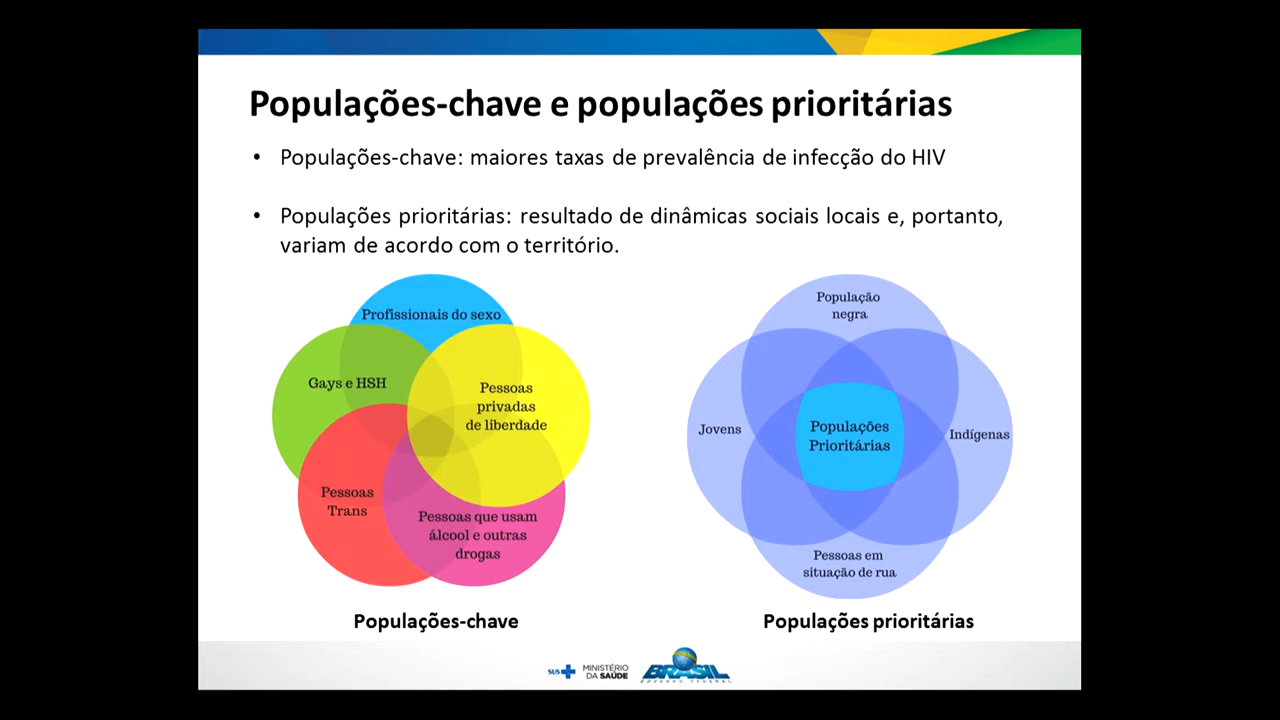 Populações-chave e populações prioritárias
• Populações-chave: maiores taxas de prevalência de infecção do HIV
• Populações prioritárias: resultado de dinâmicas sociais locais e, portanto,
variam de acordo com o território.
Profissionais do sexo
Gays e HSH
Pessoas
privadas
de liberdade
Pessoas
Trans
Pessoas que usam
álcool e outras
drogas
Populações-chave
População
negra
Jovens
Populações
Prioritárias
Indígenas
Pessoas em
situação de rua
Populações prioritárias
SUS
MINISTÉRIO
DA SAÚDE
BRASIL
GOVERNO FEDERAL